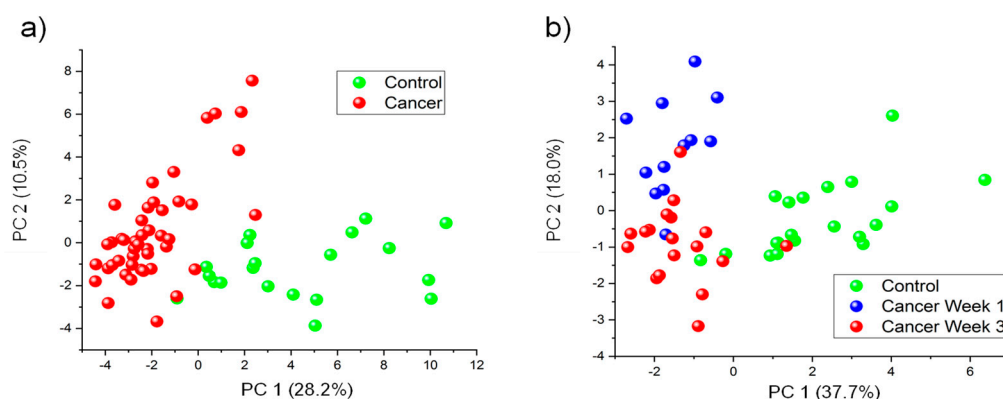 a)
PC 2 (10.5%)
8
6
4
2
0
-2
-4
Control
Cancer
-4 -2 0 2 4 6 8 10 12
PC 1 (28.2%)
b)
PC 2 (18.0%)
4
3
2
1
0
-1
-2
-3
-4
Control
Cancer Week 1
Cancer Week 3
-2 0 2 4 6
PC 1 (37.7%)